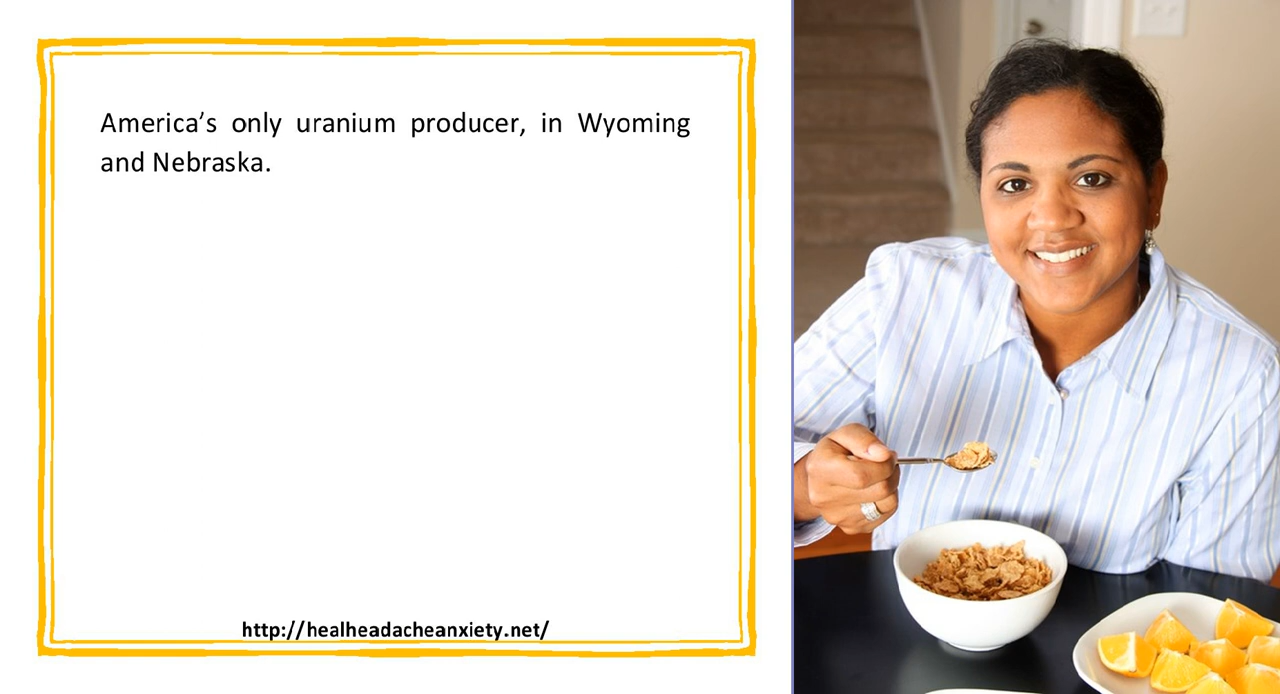 America’s only uranium producer, in Wyoming
and Nebraska.
http://healheadacheanxiety.net/